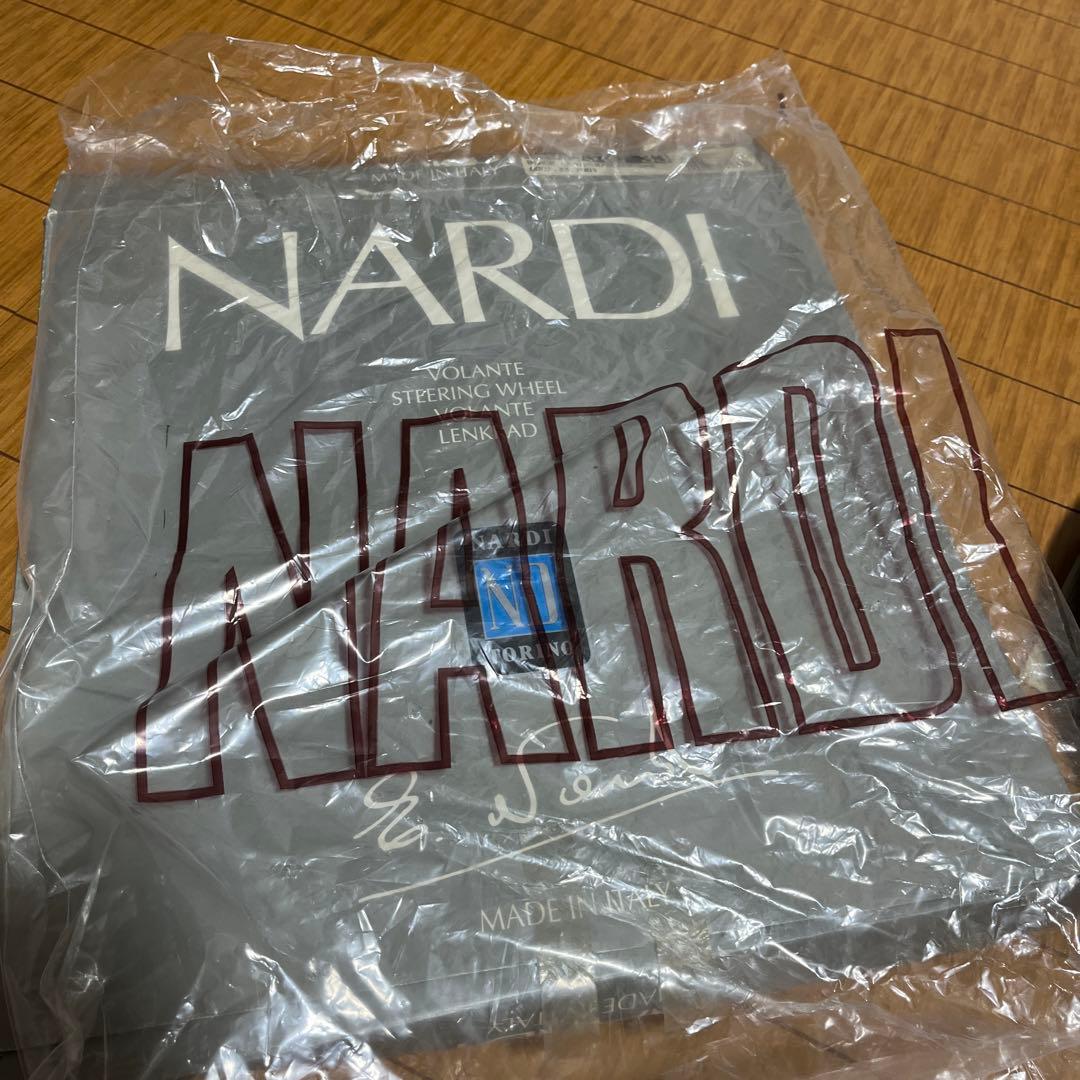 MADE IN ITALY
NARDI
VOLANTE
STEERING WHEEL
VOLANTE
LENKRAD
NARDI
NARDI
ND
TORINO
MADE IN ITALY